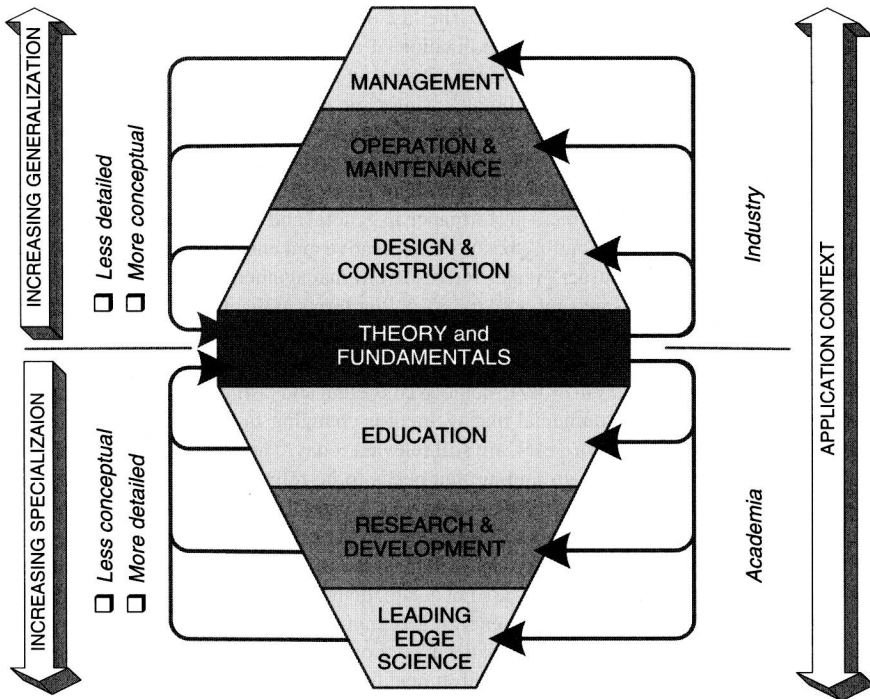 INCREASING GENERALIZATION
Less detailed
More conceptual
MANAGEMENT
OPERATION &
MAINTENANCE
DESIGN &
CONSTRUCTION
Industry
THEORY and
FUNDAMENTALS
APPLICATION CONTEXT
INCREASING SPECIALIZAION
Less conceptual
More detailed
EDUCATION
RESEARCH &
DEVELOPMENT
LEADING
EDGE
SCIENCE
Academia